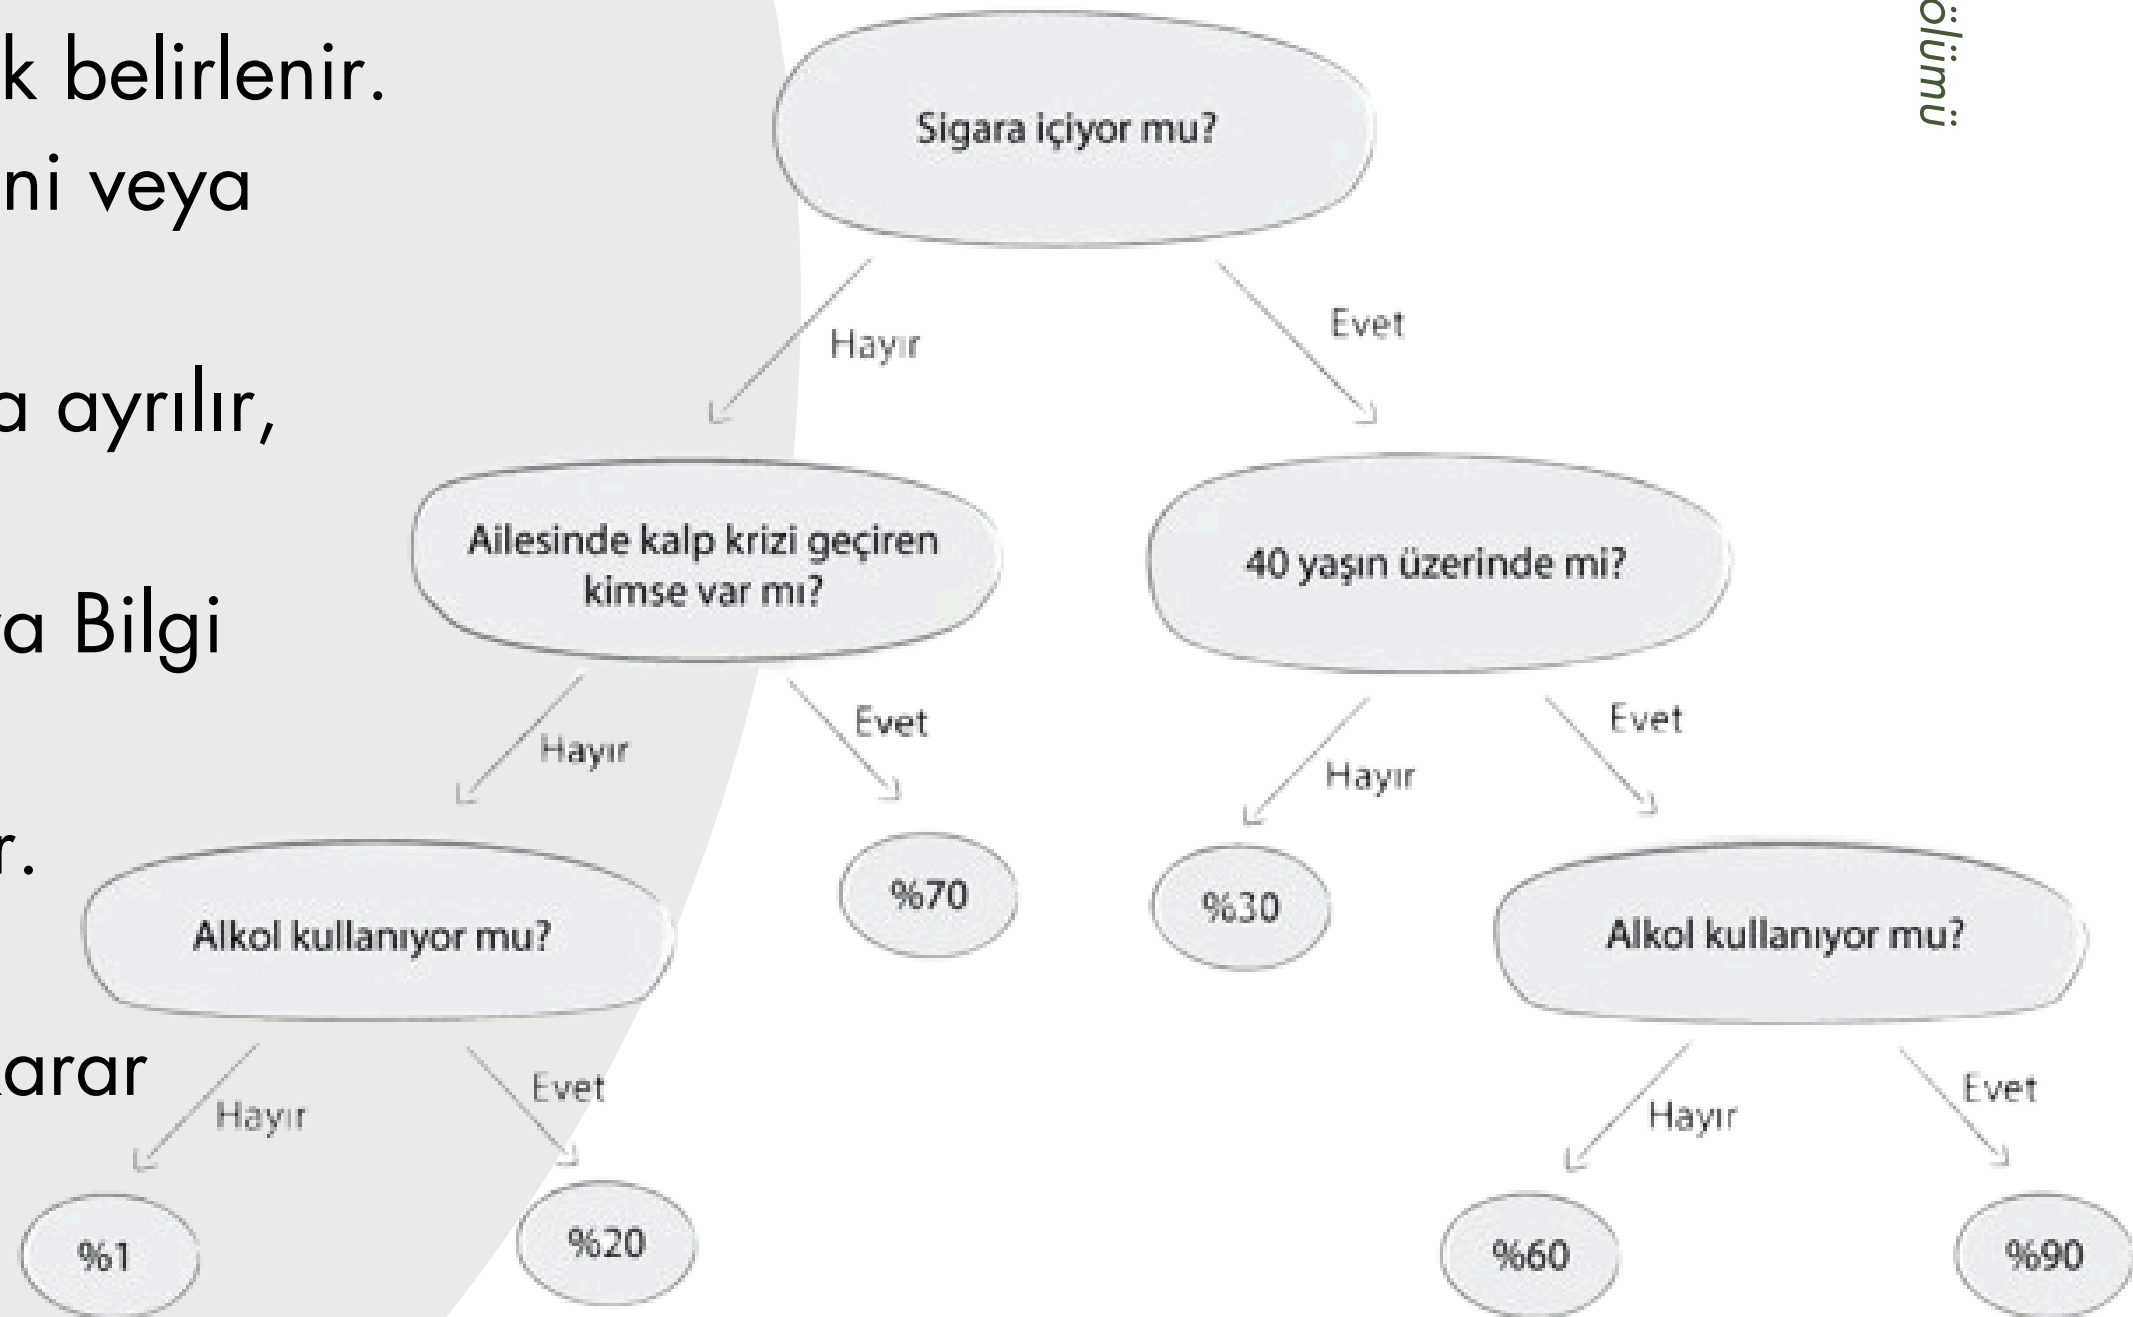 k belirlenir.
ni veya
a ayrılır,
a Bilgi
r.
karar
ölümü
Sigara içiyor mu?
Hayır
Evet
Ailesinde kalp krizi geçiren
kimse var mı?
40 yaşın üzerinde mi?
Hayır
Evet
Hayır
Evet
Alkol kullanıyor mu?
%70
%30
Alkol kullanıyor mu?
Hayır
Evet
Hayır
Evet
%1
%20
%60
%90